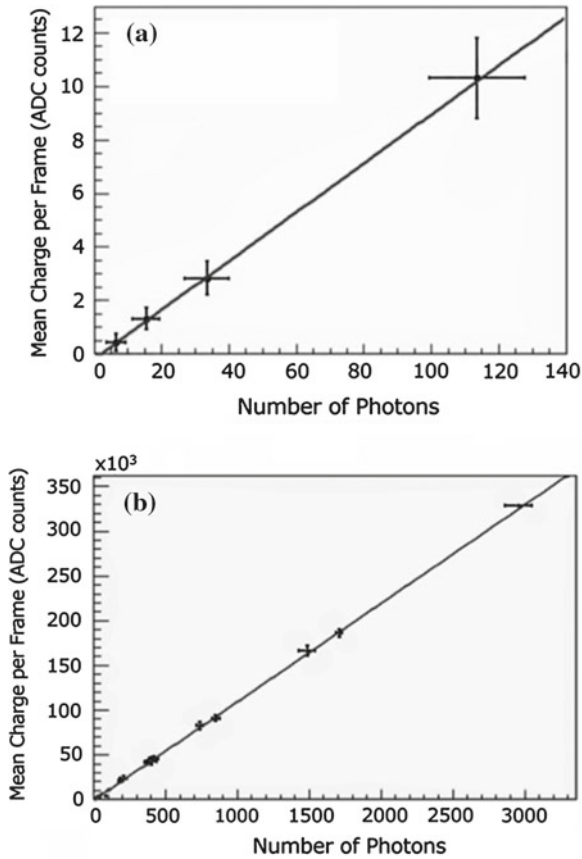 (a)
Mean Charge per Frame (ADC counts)
12
10
8
6
4
2
0
0 20 40 60 80 100 120 140
Number of Photons
x10³
(b)
Mean Charge per Frame (ADC counts)
350
300
250
200
150
100
50
0
0 500 1000 1500 2000 2500 3000
Number of Photons